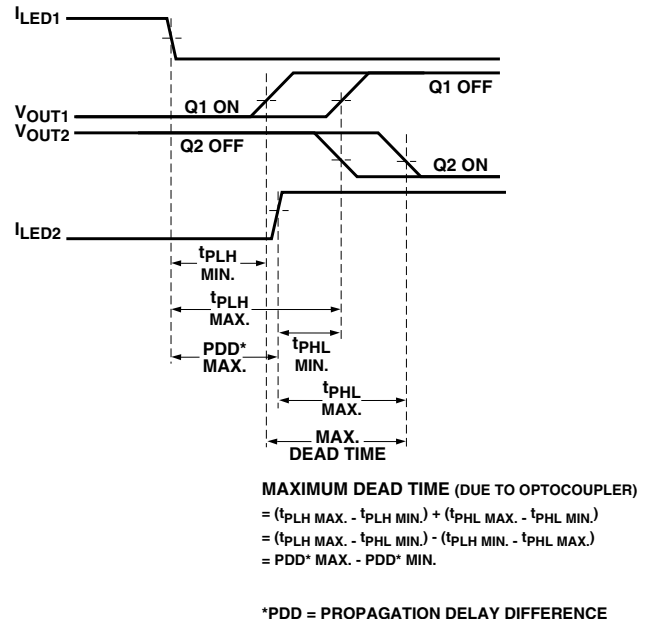 ILED1
Q1 OFF
VOUT1
Q1 ON
VOUT2
Q2 OFF
Q2 ON
ILED2
tPLH
MIN.
tPLH
MAX.
PDD*
MAX.
tPHL
MIN.
tPHL
MAX.
MAX.
DEAD TIME
MAXIMUM DEAD TIME (DUE TO OPTOCOUPLER)
= (tPLH MAX. - tPLH MIN.) + (tPHL MAX. - tPHL MIN.)
= (tPLH MAX. - tPHL MIN.) - (tPLH MIN. - tPHL MAX.)
= PDD* MAX. - PDD* MIN.
*PDD = PROPAGATION DELAY DIFFERENCE